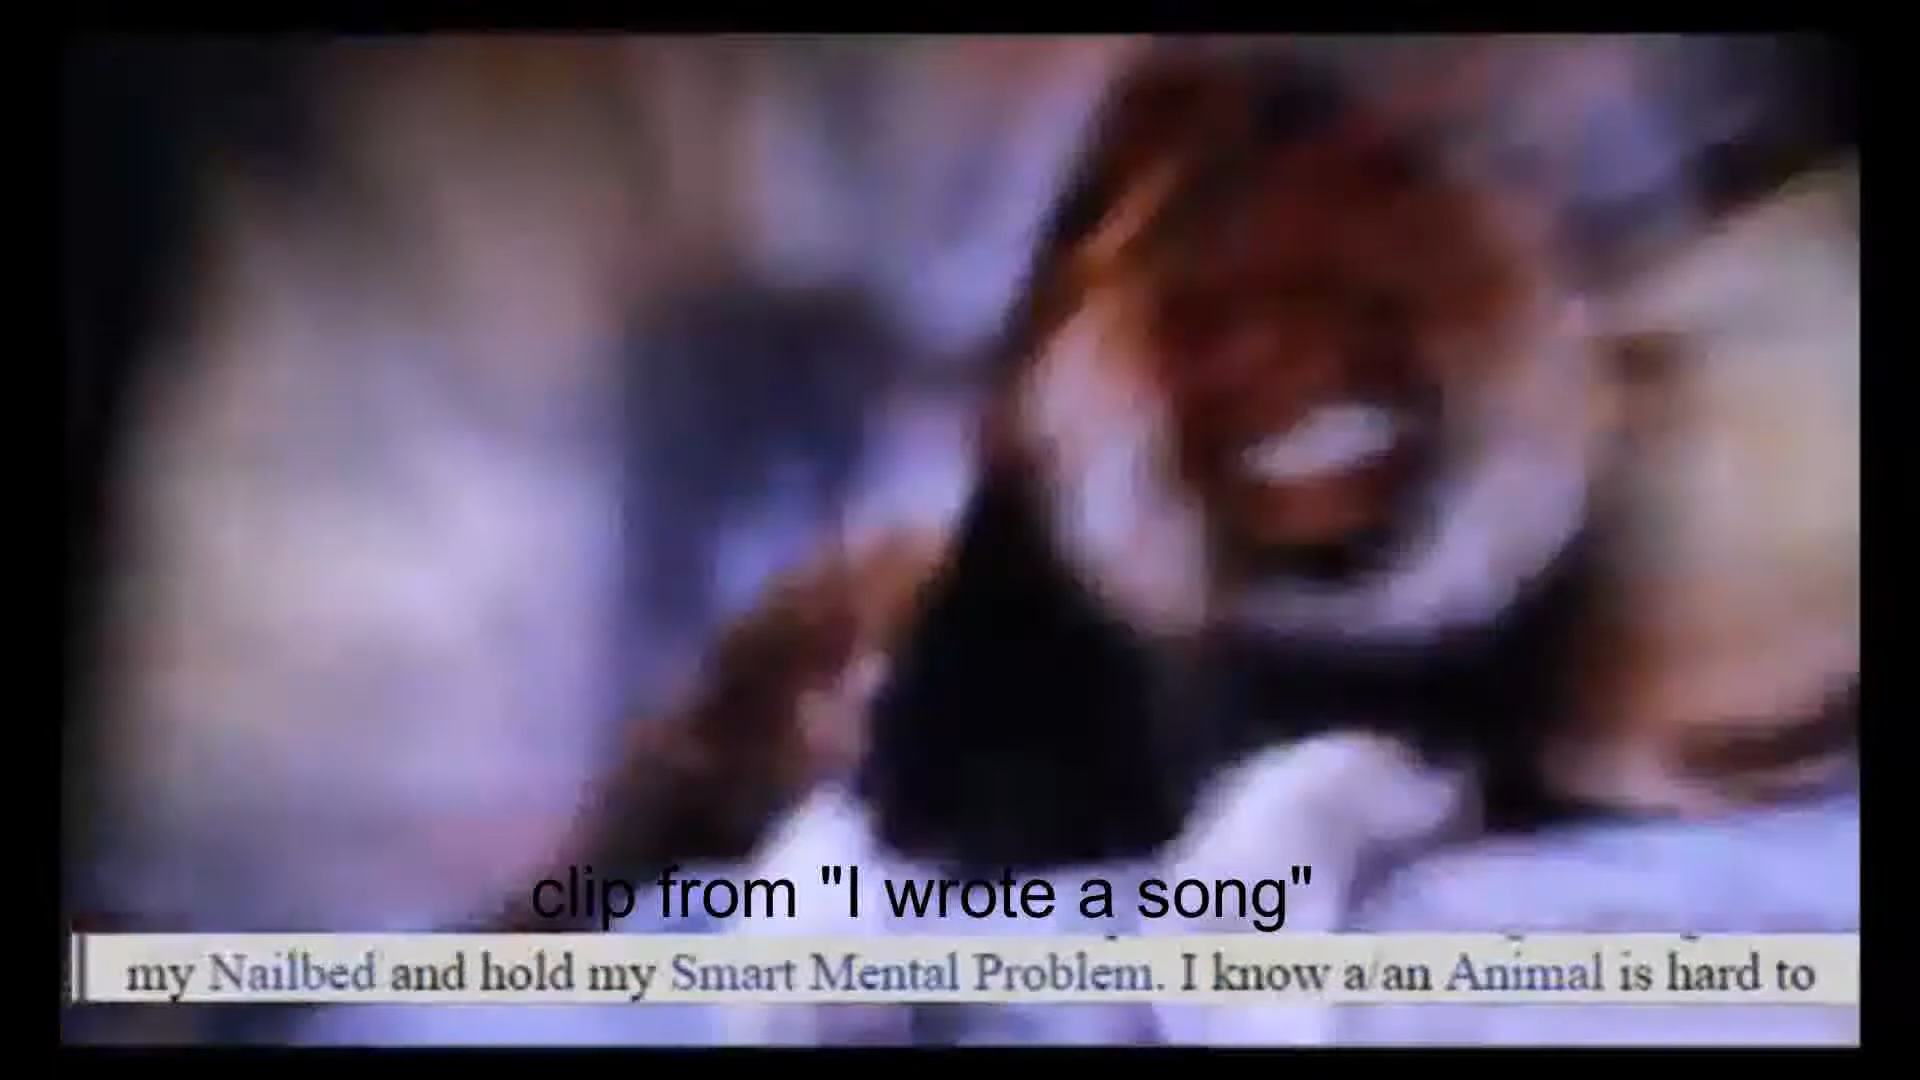 clip from "I wrote a song"
my Nailbed and hold my Smart Mental Problem. I know a/an Animal is hard to